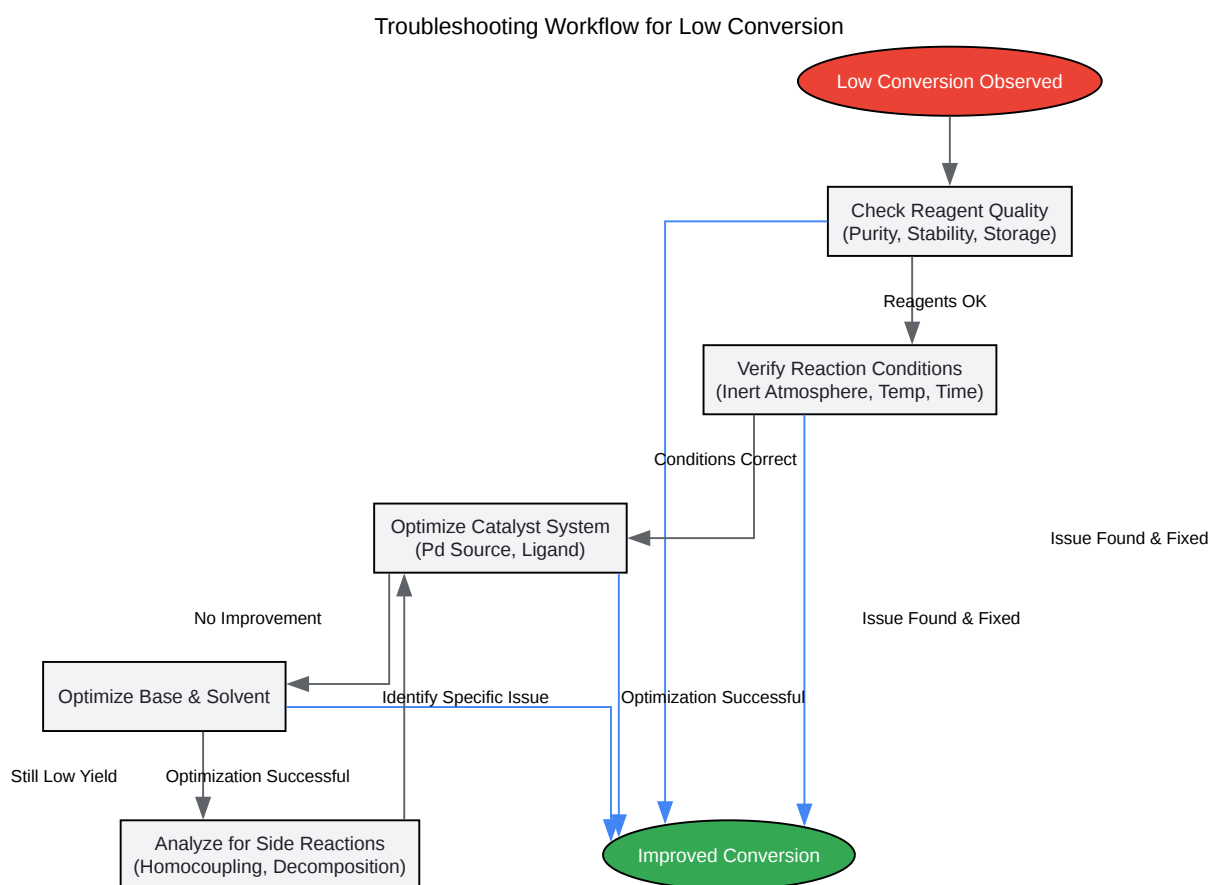 Troubleshooting Workflow for Low Conversion
Low Conversion Observed
Check Reagent Quality
(Purity, Stability, Storage)
Reagents OK
Verify Reaction Conditions
(Inert Atmosphere, Temp, Time)
Conditions Correct
Optimize Catalyst System
(Pd Source, Ligand)
Issue Found & Fixed
No Improvement
Issue Found & Fixed
Optimize Base & Solvent
Identify Specific Issue
Optimization Successful
Still Low Yield
Optimization Successful
Analyze for Side Reactions
(Homocoupling, Decomposition)
Improved Conversion